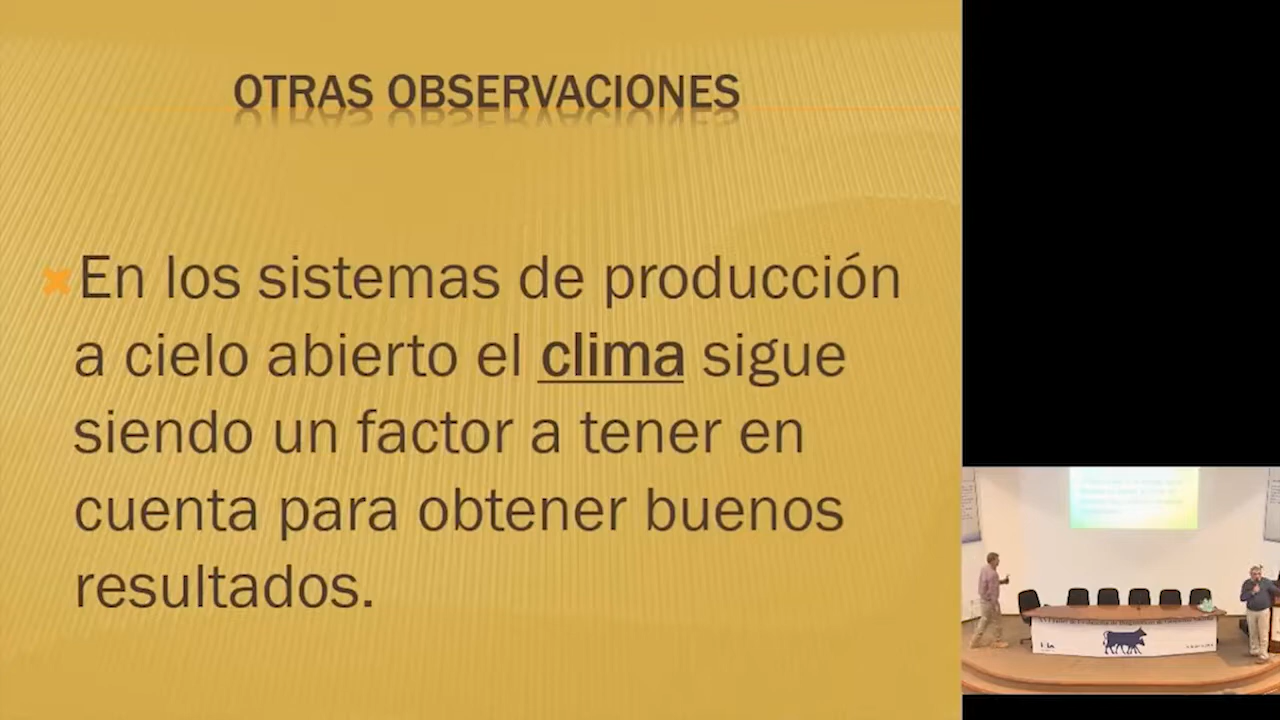 OTRAS OBSERVACIONES
En los sistemas de producción
a cielo abierto el clima sigue
siendo un factor a tener en
cuenta para obtener buenos
resultados.